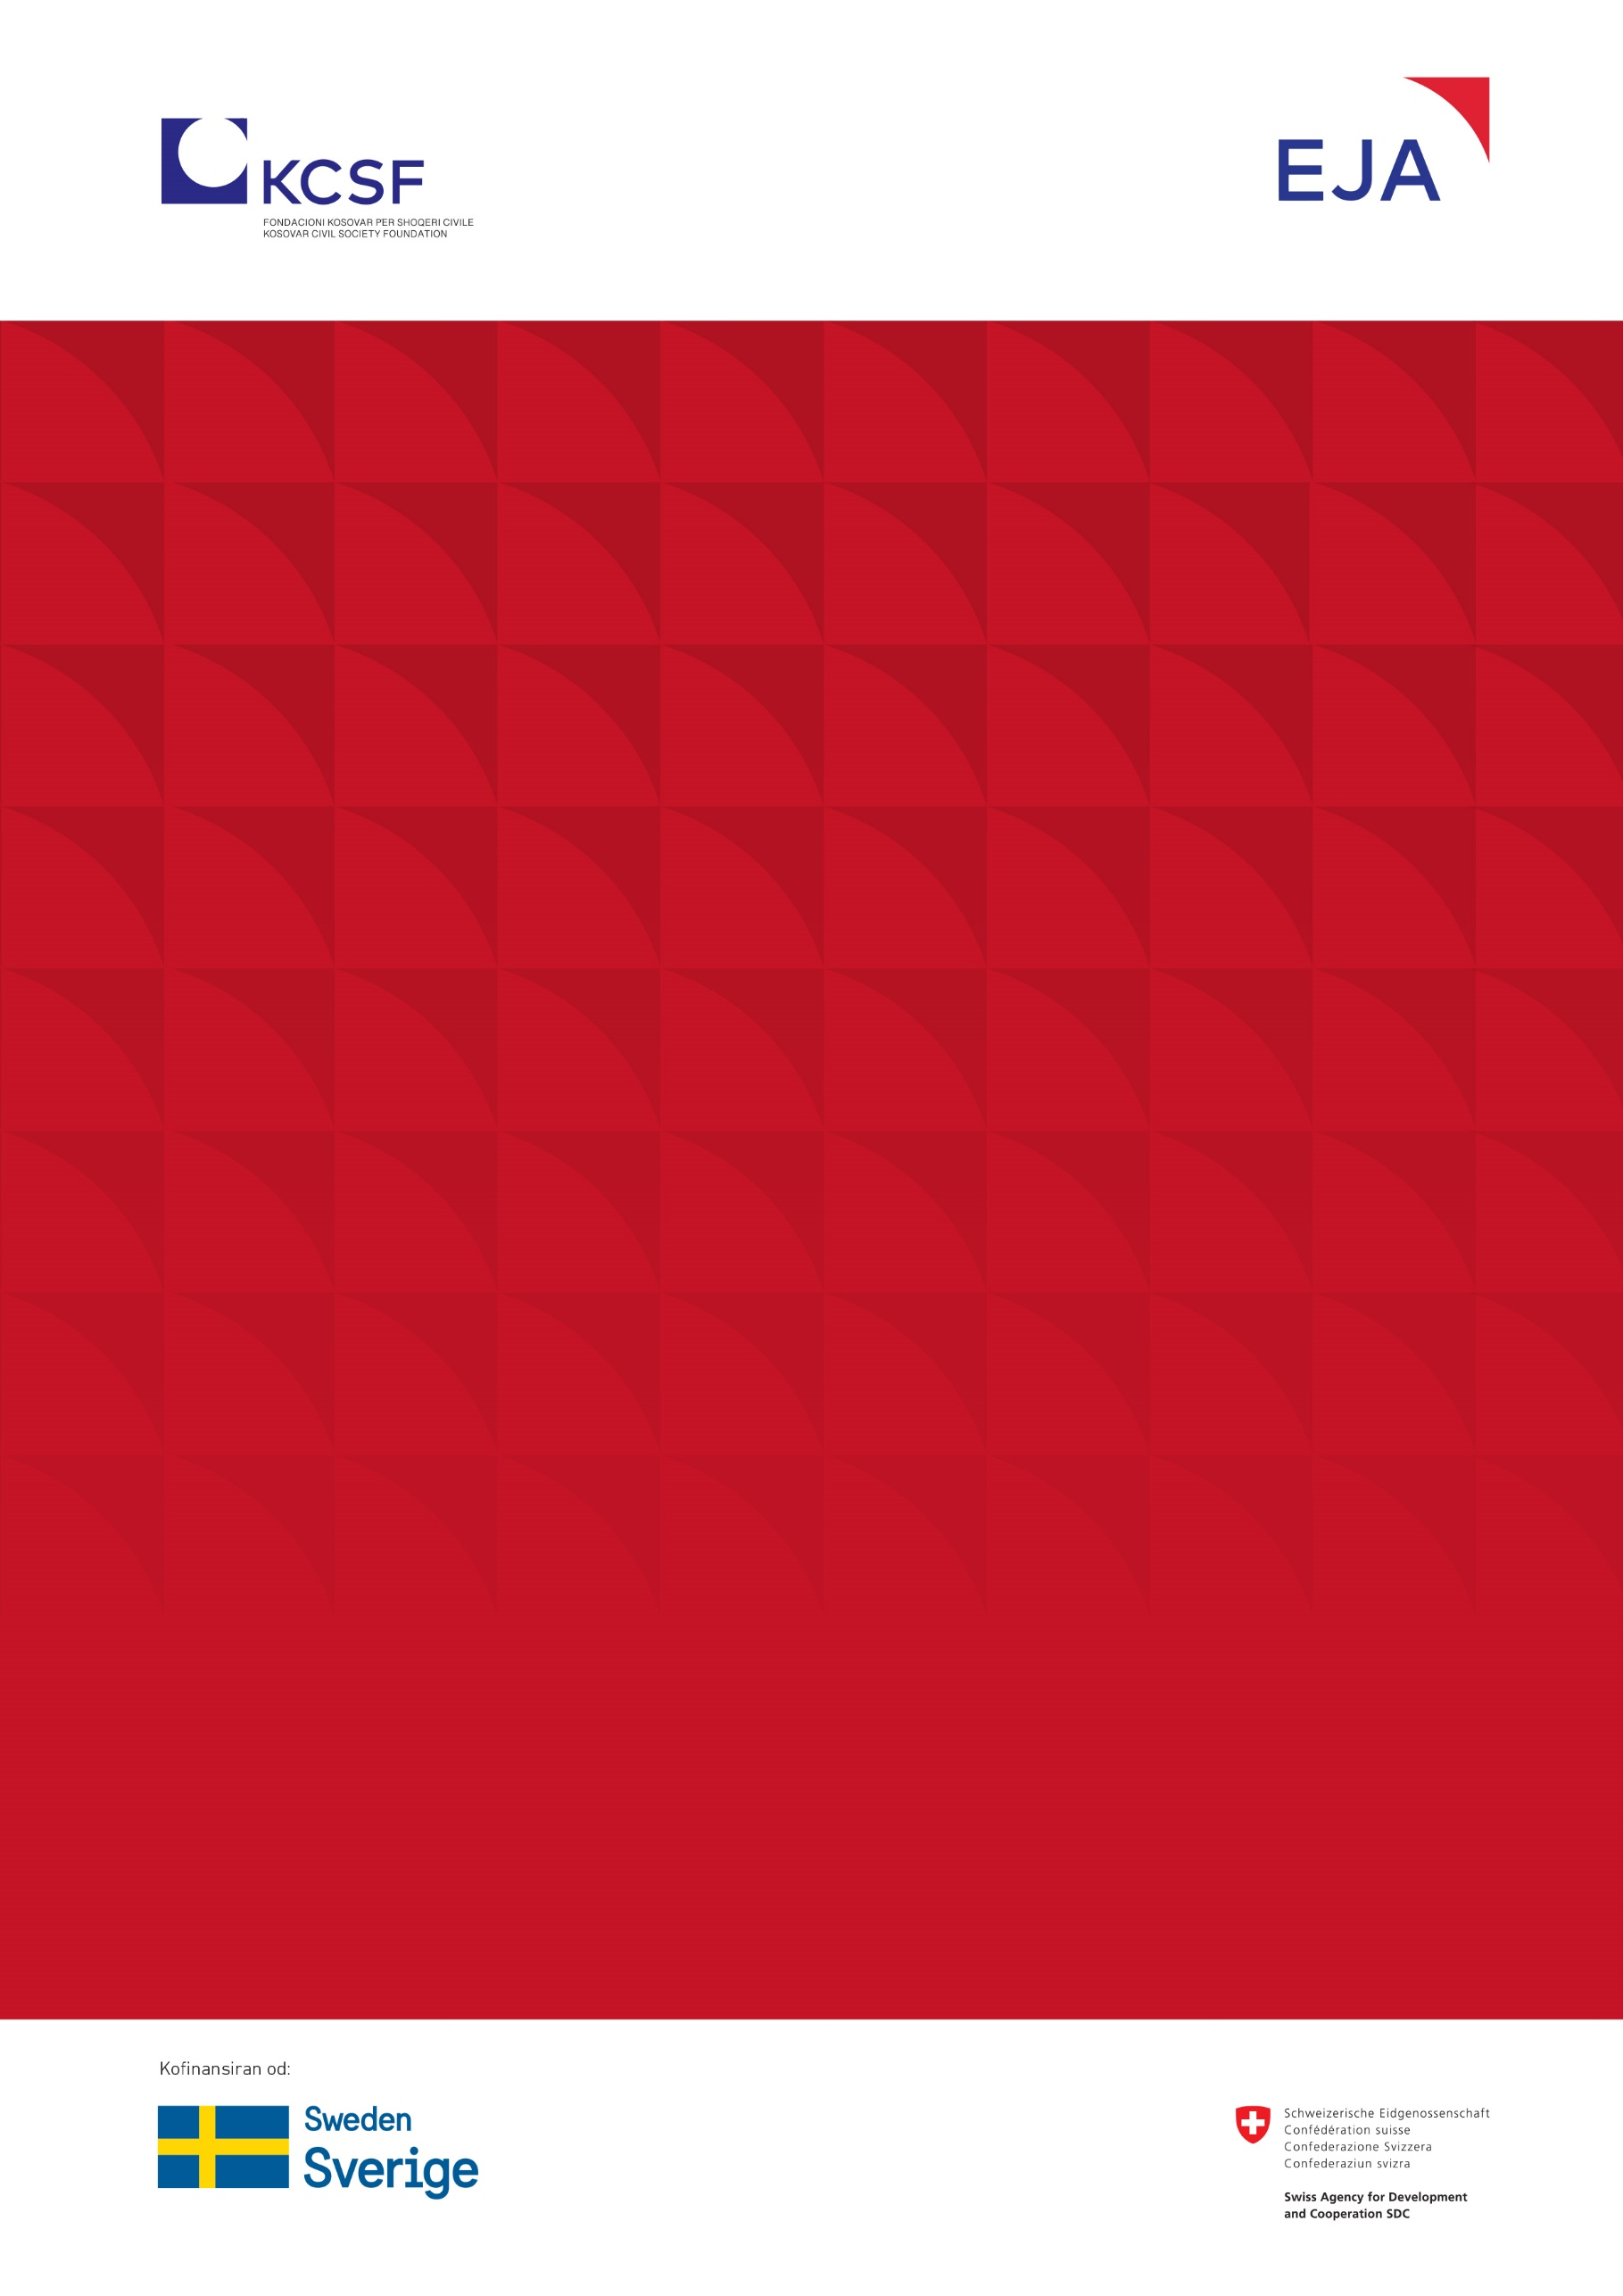 KCSF
FONDACIONI KOSOVAR PER SHOQERI CIVILE
KOSOVAR CIVIL SOCIETY FOUNDATION
EJA
Kofinansiran od:
Sweden
Sverige
Schweizerische Eidgenossenschaft
Confédération suisse
Confederazione Svizzera
Confederaziun svizra
Swiss Agency for Development
and Cooperation SDC